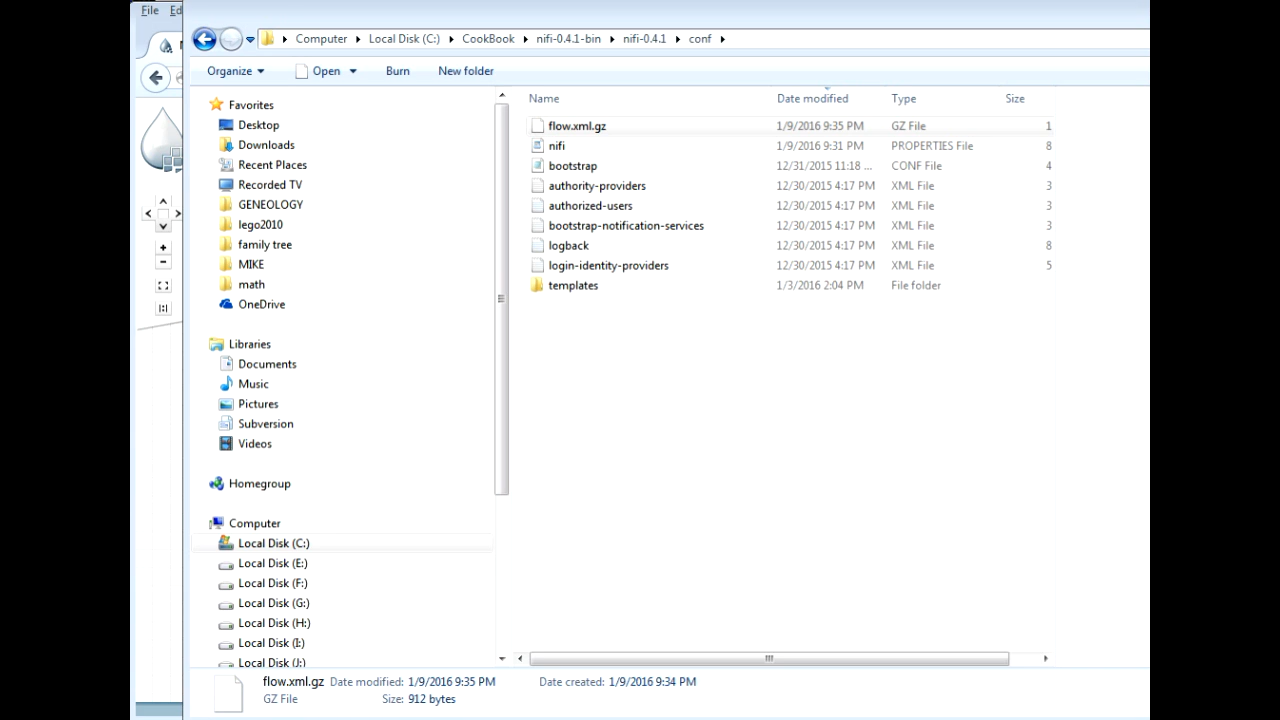 File Ed
Computer Local Disk (C:) CookBook nifi-0.4.1-bin nifi-0.4.1 conf
Organize Open Burn New folder
Name Date modified Type Size
flow.xml.gz 1/9/2016 9:35 PM GZ File 1
nifi 1/9/2016 9:31 PM PROPERTIES File 8
bootstrap 12/31/2015 11:18 ... CONF File 4
authority-providers 12/30/2015 4:17 PM XML File 3
authorized-users 12/30/2015 4:17 PM XML File 3
bootstrap-notification-services 12/30/2015 4:17 PM XML File 3
logback 12/30/2015 4:17 PM XML File 8
login-identity-providers 12/30/2015 4:17 PM XML File 5
templates 1/3/2016 2:04 PM File folder
Favorites
Desktop
Downloads
Recent Places
Recorded TV
GENEOLOGY
lego2010
family tree
MIKE
math
OneDrive
Libraries
Documents
Music
Pictures
Subversion
Videos
Homegroup
Computer
Local Disk (C:)
Local Disk (E:)
Local Disk (F:)
Local Disk (G:)
Local Disk (H:)
Local Disk (I:)
Local Disk (J:)
flow.xml.gz Date modified: 1/9/2016 9:35 PM Date created: 1/9/2016 9:34 PM
GZ File Size: 912 bytes